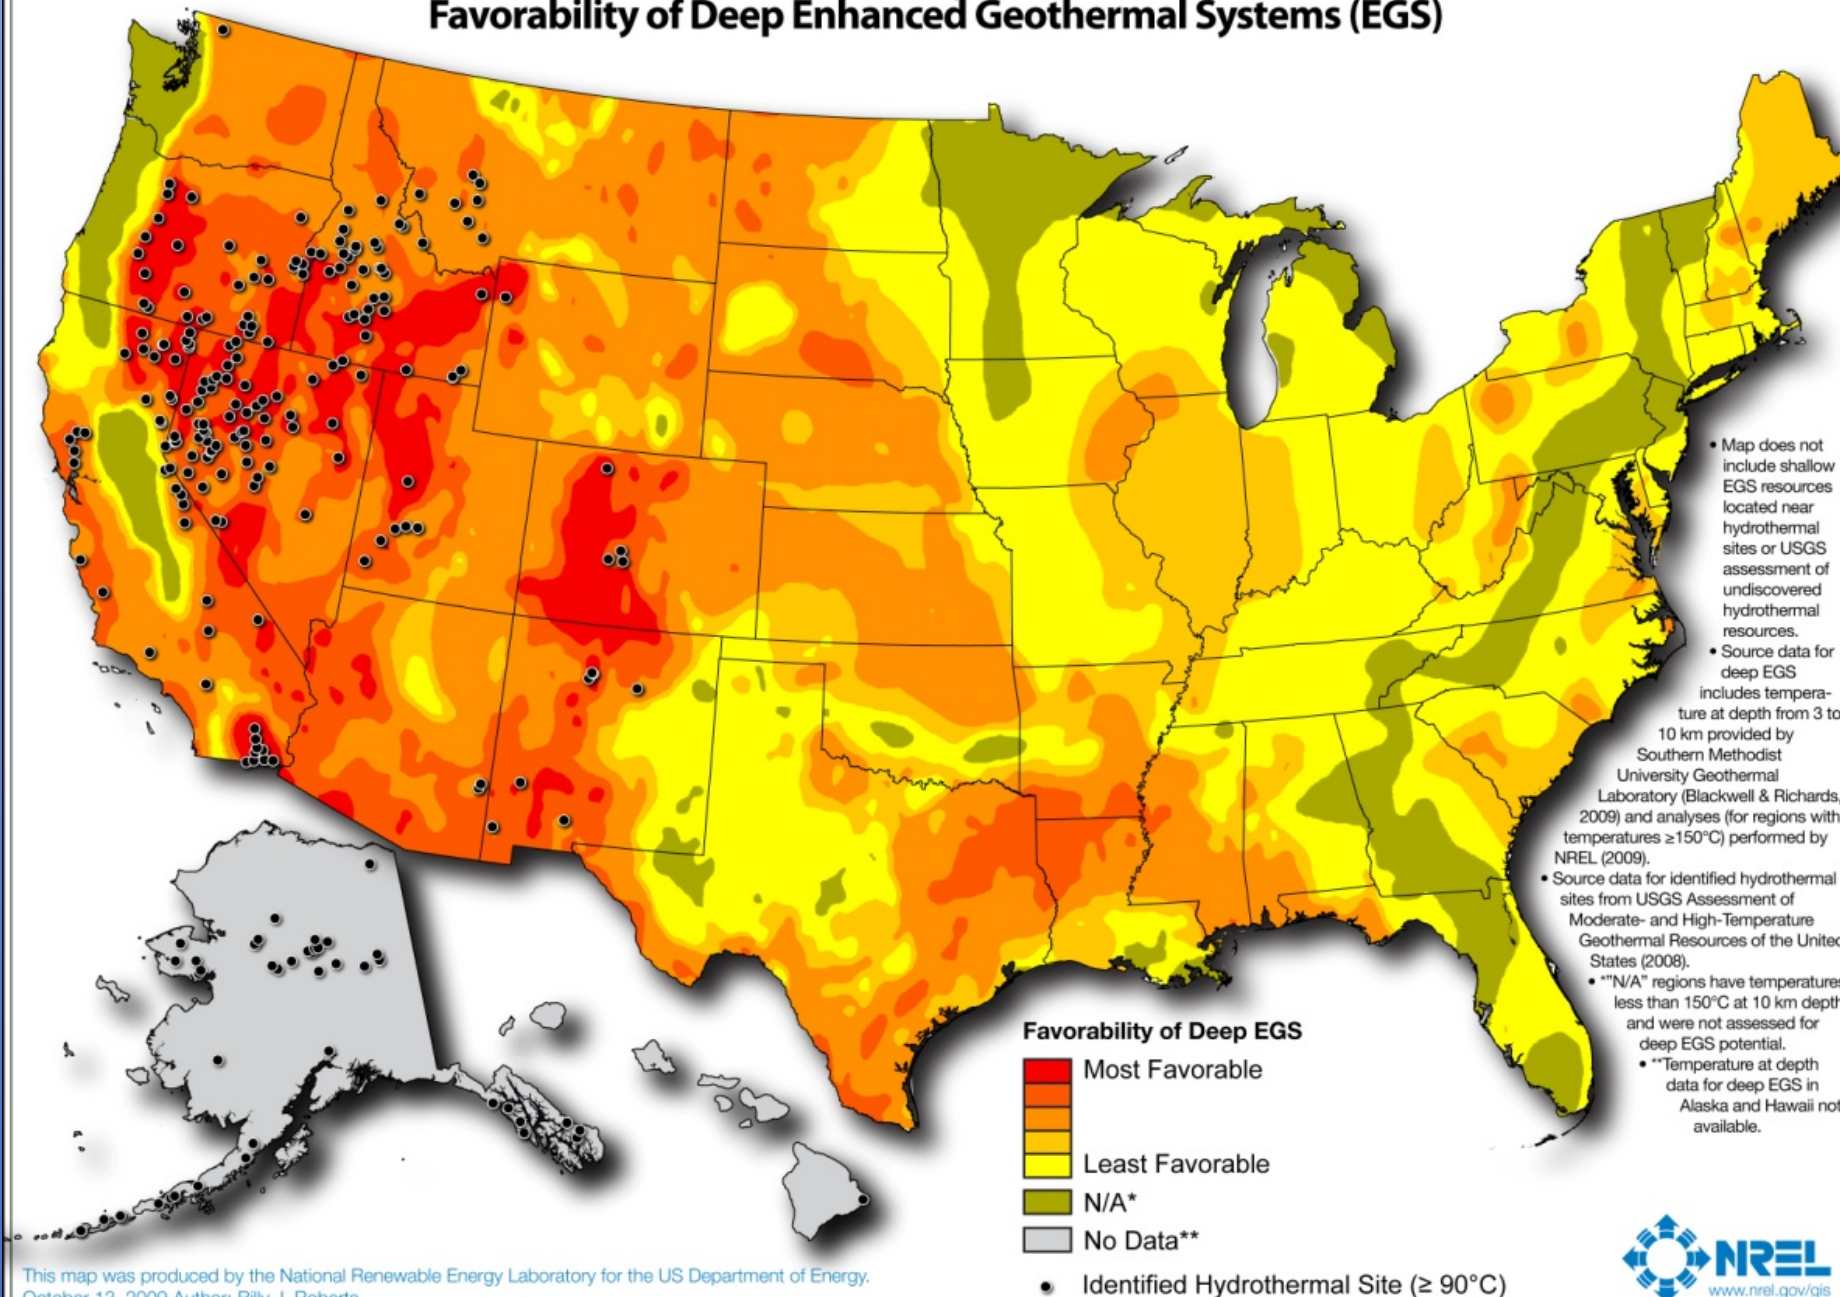 Favorability of Deep Enhanced Geothermal Systems (EGS)
• Map does not
include shallow
EGS resources
located near
hydrothermal
sites or USGS
assessment of
undiscovered
hydrothermal
resources.
• Source data for
deep EGS
includes tempera-
ture at depth from 3 to
10 km provided by
Southern Methodist
University Geothermal
Laboratory (Blackwell & Richards,
2009) and analyses (for regions with
temperatures ≥150°C) performed by
NREL (2009).
• Source data for identified hydrothermal
sites from USGS Assessment of
Moderate- and High-Temperature
Geothermal Resources of the United
States (2008).
• *"N/A" regions have temperatures
less than 150°C at 10 km depth
and were not assessed for
deep EGS potential.
• **Temperature at depth
data for deep EGS in
Alaska and Hawaii not
available.
Favorability of Deep EGS
Most Favorable
Least Favorable
N/A*
No Data**
Identified Hydrothermal Site (≥ 90°C)
This map was produced by the National Renewable Energy Laboratory for the US Department of Energy.
October 13, 2009 Author: Billy J. Roberts
NREL
www.nrel.gov/gis